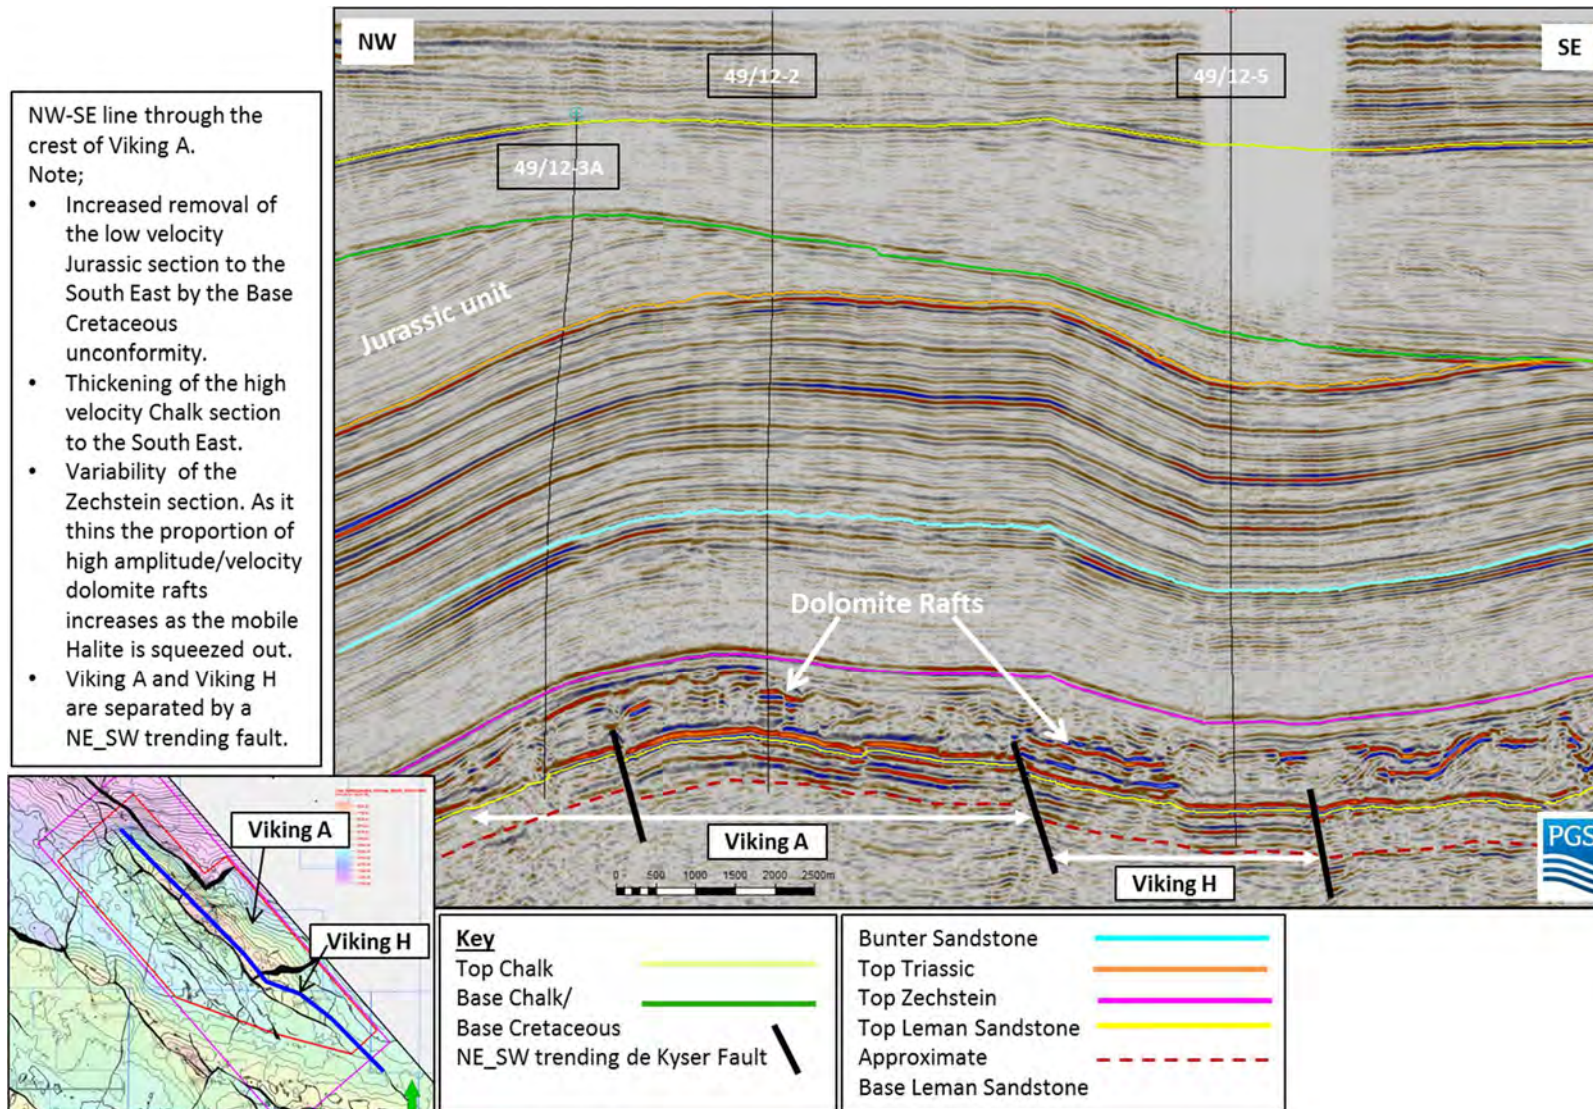 NW
SE
49/12-2
49/12-5
49/12-3A
NW-SE line through the
crest of Viking A.
Note;
• Increased removal of
the low velocity
Jurassic section to the
South East by the Base
Cretaceous
unconformity.
• Thickening of the high
velocity Chalk section
to the South East.
• Variability of the
Zechstein section. As it
thins the proportion of
high amplitude/velocity
dolomite rafts
increases as the mobile
Halite is squeezed out.
• Viking A and Viking H
are separated by a
NE_SW trending fault.
Jurassic unit
Dolomite Rafts
Viking A
Viking H
0 500 1000 1500 2000 2500m
PGS
Viking A
Viking H
Key
Top Chalk
Base Chalk/
Base Cretaceous
NE_SW trending de Kyser Fault
Bunter Sandstone
Top Triassic
Top Zechstein
Top Leman Sandstone
Approximate
Base Leman Sandstone